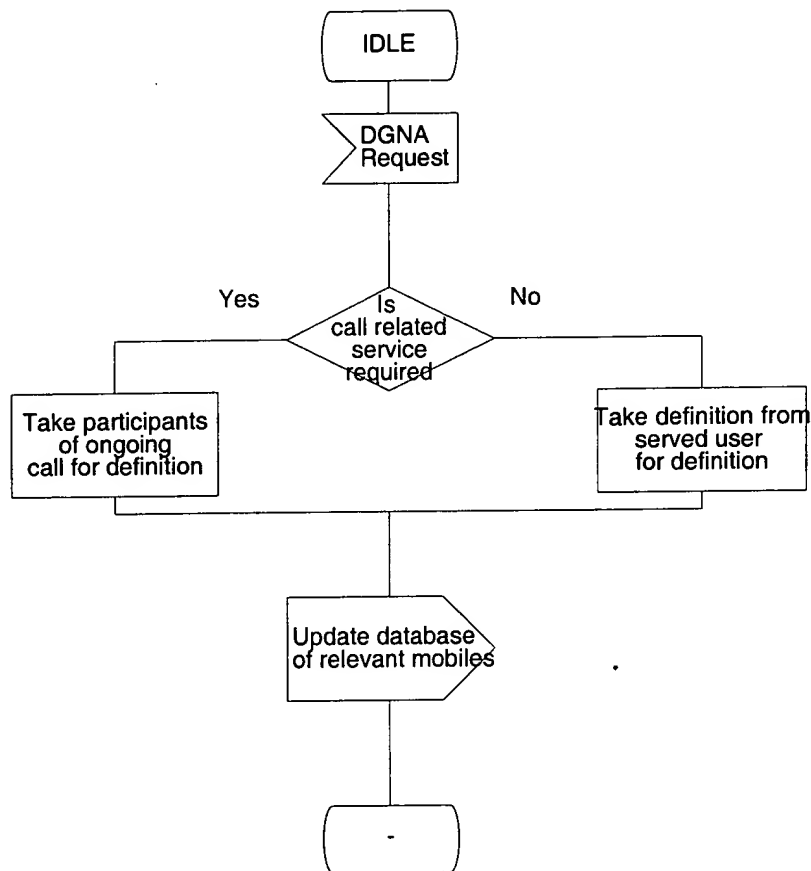 IDLE
DGNA
Request
Yes
No
Is
call related
service
required
Take participants
of ongoing
call for definition
Take definition from
served user
for definition
Update database
of relevant mobiles
-